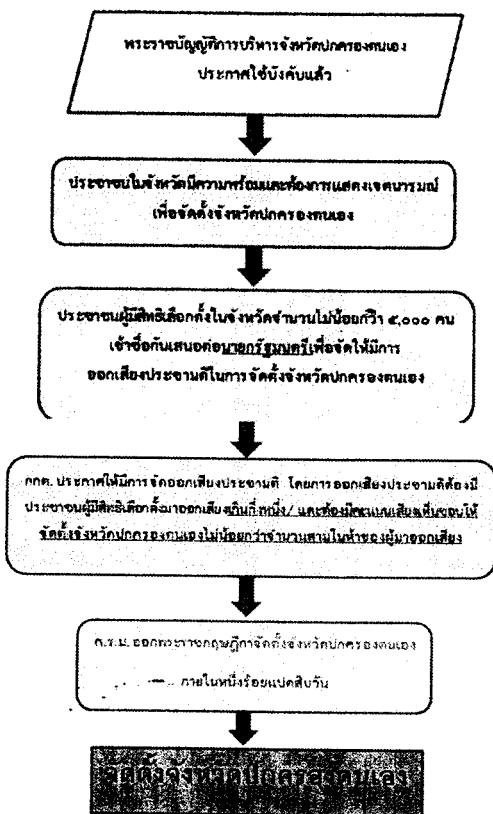 พระราชบัญญัติการบริหารจังหวัดปกครองตนเอง
ประกาศใช้บังคับแล้ว
ประชาชนในจังหวัดมีความพร้อมและต้องการแสดงเจตนารมณ์
เพื่อจัดตั้งจังหวัดปกครองตนเอง
ประชาชนผู้มีสิทธิเลือกตั้งในจังหวัดจำนวนไม่น้อยกว่า ๕,๐๐๐ คน
เข้าชื่อกันเสนอต่อนายกรัฐมนตรีเพื่อจัดให้มีการ
ออกเสียงประชามติในการจัดตั้งจังหวัดปกครองตนเอง
กกต. ประกาศให้มีการจัดออกเสียงประชามติ โดยการออกเสียงประชามติต้องมี
ประชาชนผู้มีสิทธิเลือกตั้งมาออกเสียงเกินกึ่งหนึ่ง/ และต้องมีคะแนนเสียงเห็นชอบให้
จัดตั้งจังหวัดปกครองตนเองไม่น้อยกว่าจำนวนสามในห้าของผู้มาออกเสียง
ค.ร.ม. ออกพระราชกฤษฎีกาจัดตั้งจังหวัดปกครองตนเอง
ภายในหนึ่งร้อยแปดสิบวัน
จัดตั้งจังหวัดปกครองตนเอง